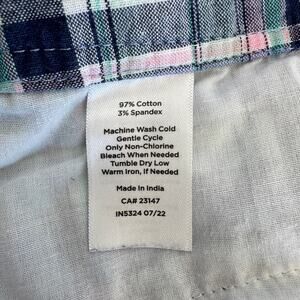 97% Cotton
3% Spandex
Machine Wash Cold
Gentle Cycle
Only Non-Chlorine
Bleach When Needed
Tumble Dry Low
Warm Iron, If Needed
Made In India
CA# 23147
IN5324 07/22